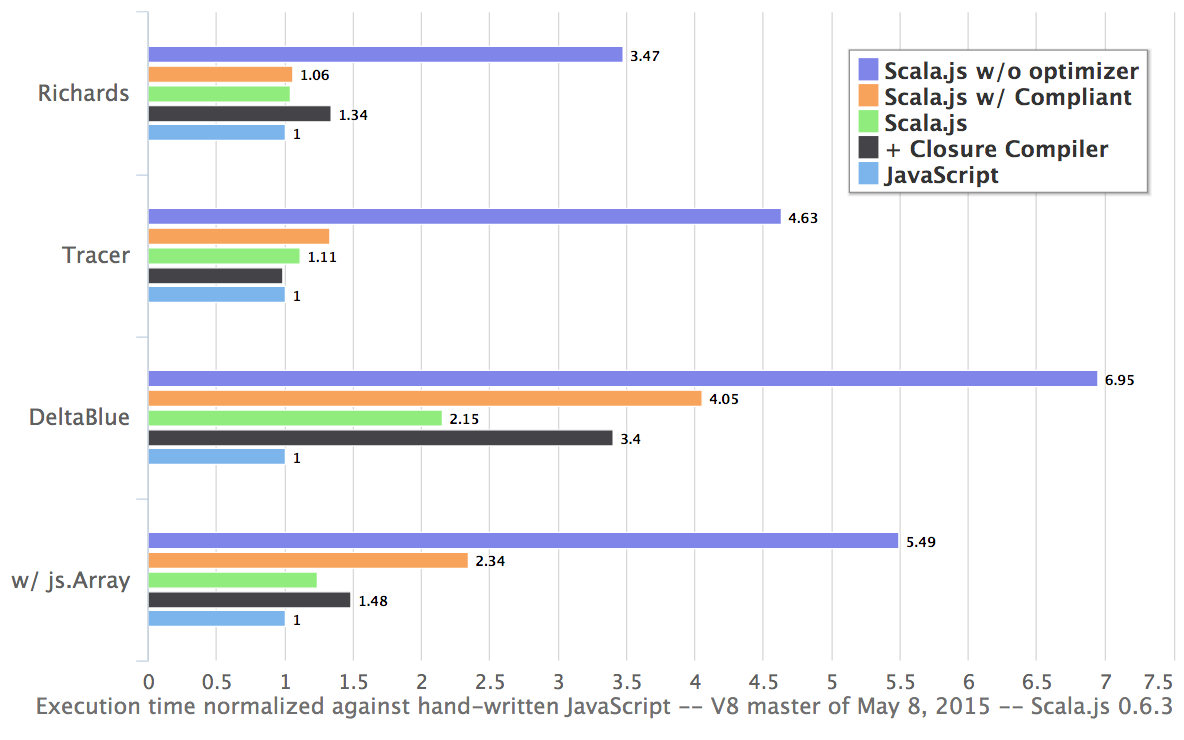 Scala.js w/o optimizer
Scala.js w/ Compliant
Scala.js
+ Closure Compiler
JavaScript
Richards
3.47
1.06
1.34
1
Tracer
4.63
1.11
1
DeltaBlue
6.95
4.05
2.15
3.4
1
w/ js.Array
5.49
2.34
1.48
1
0 0.5 1 1.5 2 2.5 3 3.5 4 4.5 5 5.5 6 6.5 7 7.5
Execution time normalized against hand-written JavaScript -- V8 master of May 8, 2015 -- Scala.js 0.6.3